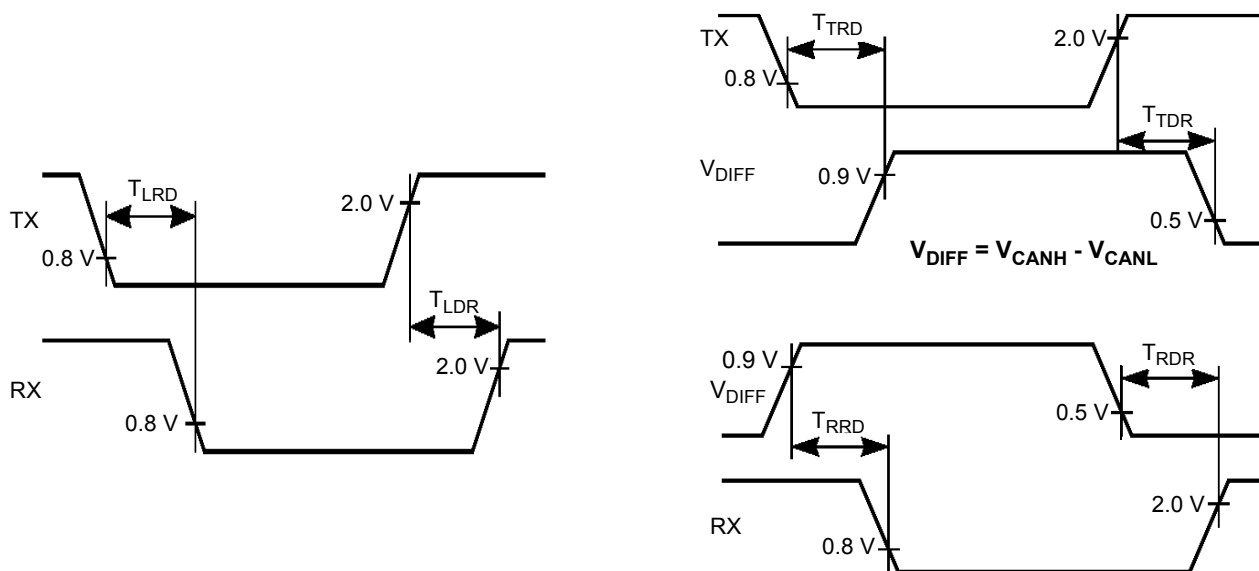 TX
T_LRD
0.8 V
2.0 V
T_LDR
RX
0.8 V
2.0 V
TX
T_TRD
0.8 V
2.0 V
T_TDR
V_DIFF
0.9 V
0.5 V
V_DIFF = V_CANH - V_CANL
0.9 V
V_DIFF
T_RRD
0.5 V
T_RDR
RX
0.8 V
2.0 V